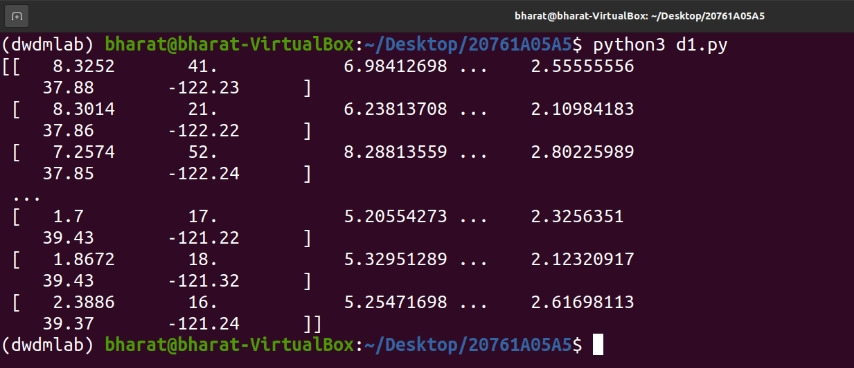 bharat@bharat-VirtualBox: ~/Desktop/20761A05A5
(dwdmlab) bharat@bharat-VirtualBox:~/Desktop/20761A05A5$ python3 d1.py
[[   8.3252       41.            6.98412698 ...    2.55555556
    37.88       -122.23      ]
 [   8.3014       21.            6.23813708 ...    2.10984183
    37.86       -122.22      ]
 [   7.2574       52.            8.28813559 ...    2.80225989
    37.85       -122.24      ]
 ...
 [   1.7          17.            5.20554273 ...    2.3256351
    39.43       -121.22      ]
 [   1.8672       18.            5.32951289 ...    2.12320917
    39.43       -121.32      ]
 [   2.3886       16.            5.25471698 ...    2.61698113
    39.37       -121.24      ]]
(dwdmlab) bharat@bharat-VirtualBox:~/Desktop/20761A05A5$